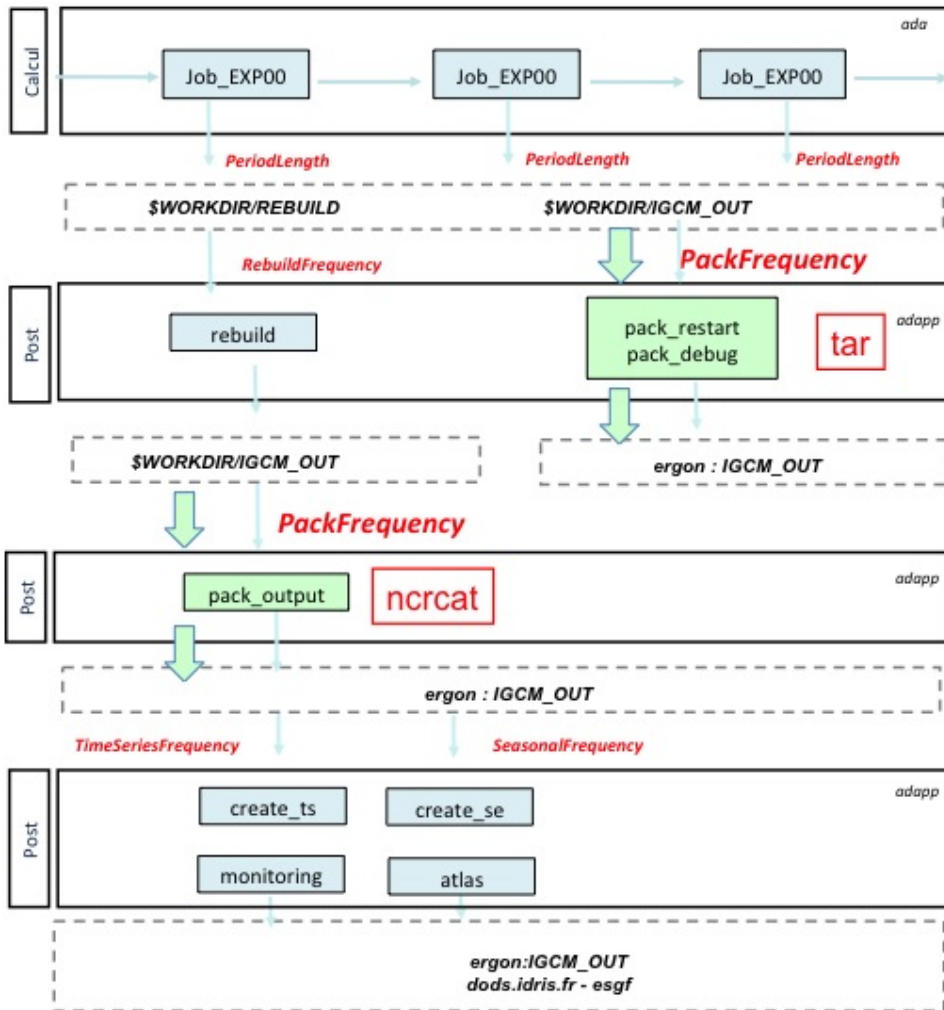 Calcul
ada
Job_EXP00
Job_EXP00
Job_EXP00
PeriodLength
PeriodLength
PeriodLength
$WORKDIR/REBUILD
$WORKDIR/IGCM_OUT
RebuildFrequency
PackFrequency
Post
adapp
rebuild
pack_restart
pack_debug
tar
$WORKDIR/IGCM_OUT
ergon : IGCM_OUT
PackFrequency
Post
adapp
pack_output
ncrcat
ergon : IGCM_OUT
TimeSeriesFrequency
SeasonalFrequency
Post
adapp
create_ts
create_se
monitoring
atlas
ergon:IGCM_OUT
dods.idris.fr - esgf